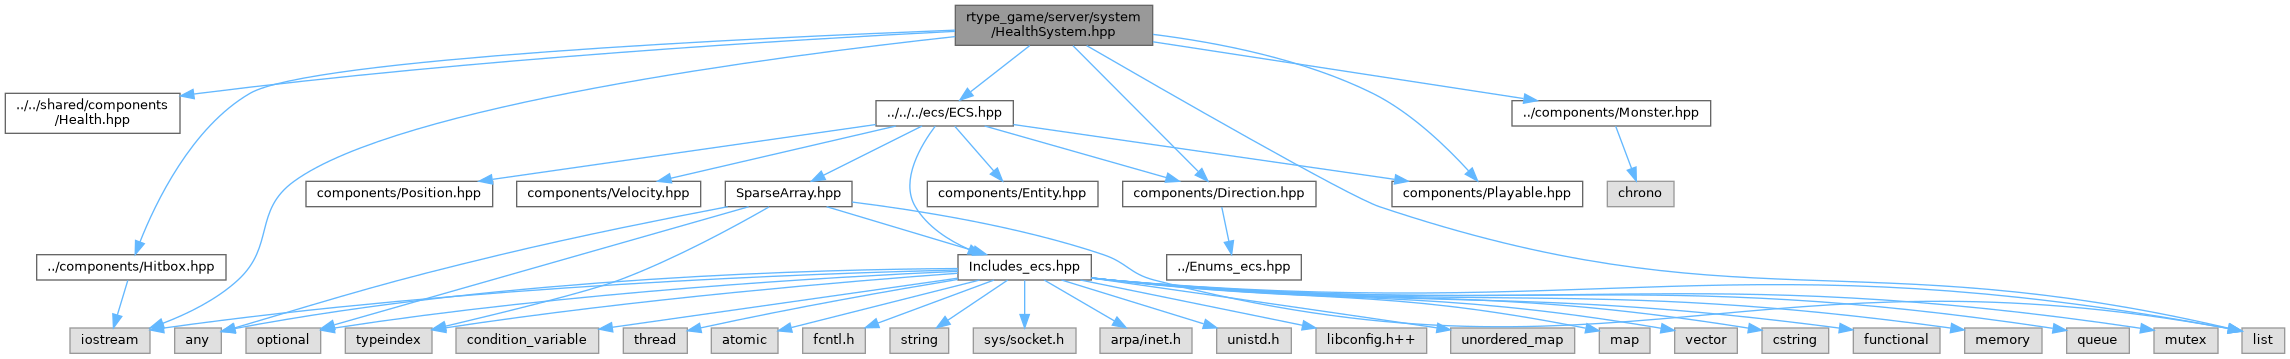 rtype_game/server/system
/HealthSystem.hpp
../../shared/components
/Health.hpp
../../../ecs/ECS.hpp
../components/Monster.hpp
components/Position.hpp
components/Velocity.hpp
SparseArray.hpp
components/Entity.hpp
components/Direction.hpp
components/Playable.hpp
chrono
../components/Hitbox.hpp
Includes_ecs.hpp
../Enums_ecs.hpp
iostream
any
optional
typeindex
condition_variable
thread
atomic
fcntl.h
string
sys/socket.h
arpa/inet.h
unistd.h
libconfig.h++
unordered_map
map
vector
cstring
functional
memory
queue
mutex
list